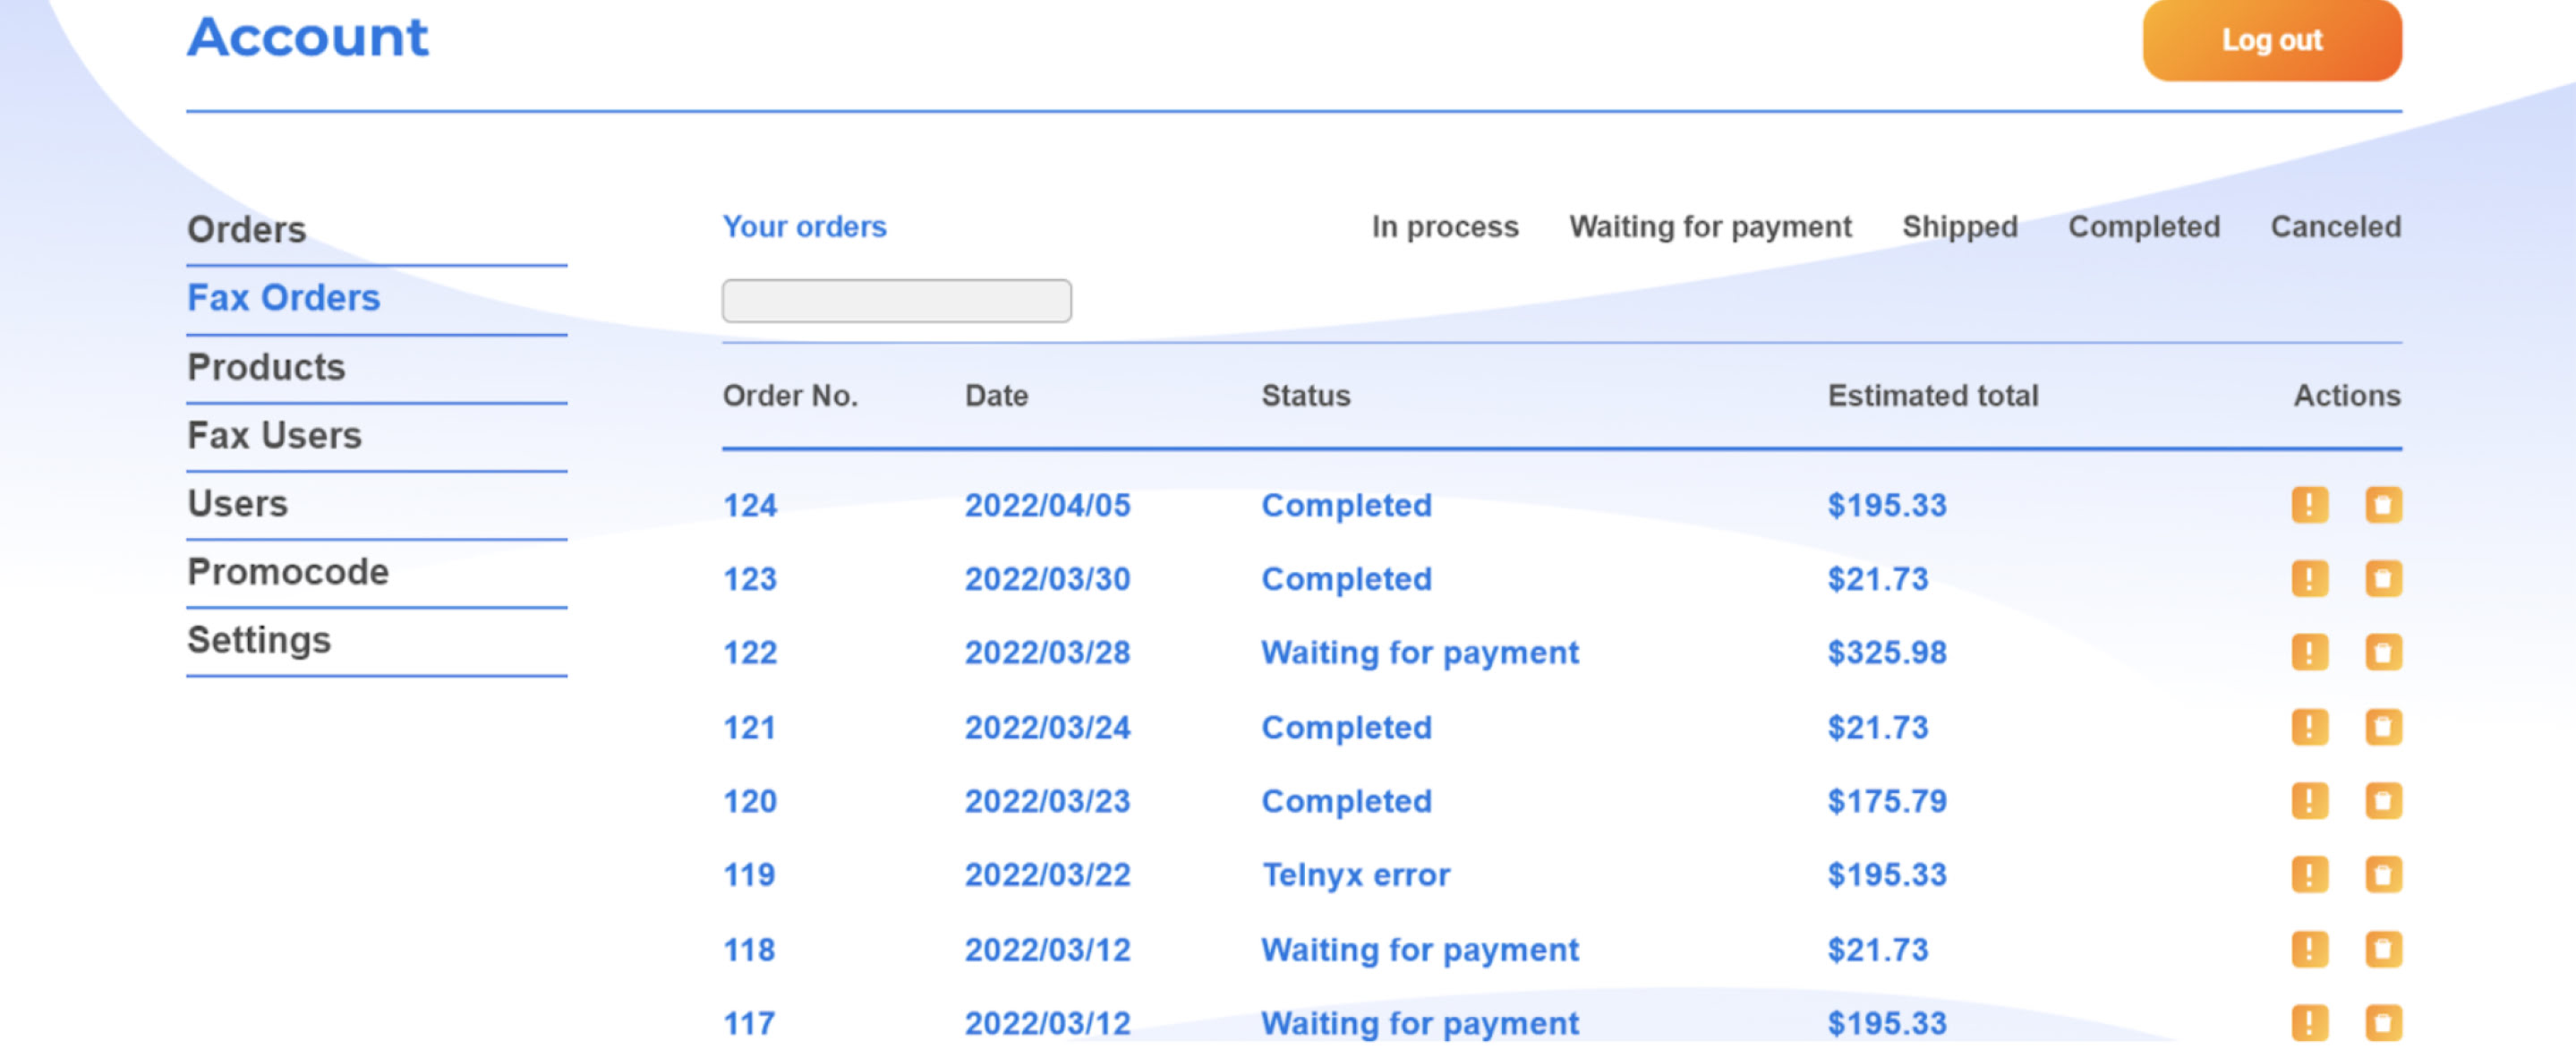 Account
Log out
Orders
Fax Orders
Products
Fax Users
Users
Promocode
Settings
Your orders In process Waiting for payment Shipped Completed Canceled
Order No. Date Status Estimated total Actions
124 2022/04/05 Completed $195.33
123 2022/03/30 Completed $21.73
122 2022/03/28 Waiting for payment $325.98
121 2022/03/24 Completed $21.73
120 2022/03/23 Completed $175.79
119 2022/03/22 Telnyx error $195.33
118 2022/03/12 Waiting for payment $21.73
117 2022/03/12 Waiting for payment $195.33